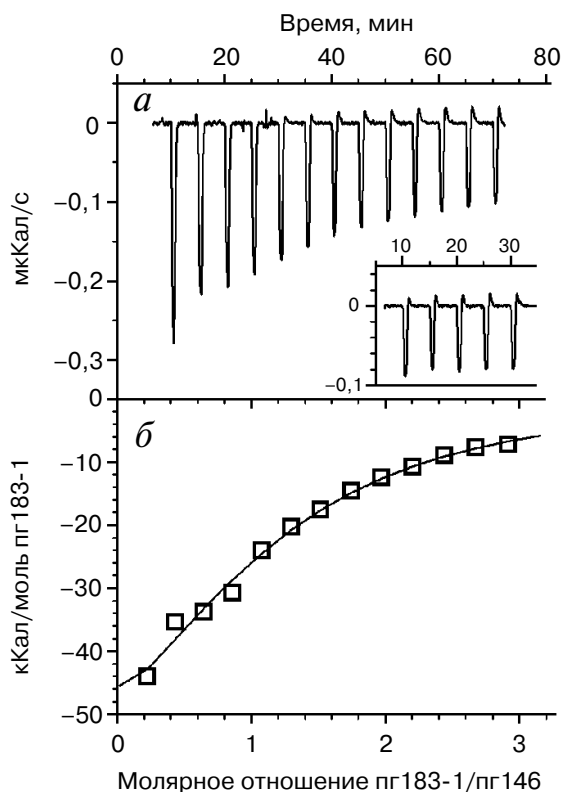 Время, мин
0 20 40 60 80
а
0
−0,1
−0,2
−0,3
мкКал/с
10 20 30
0
−0,1
0
б
−10
−20
−30
−40
−50
кКал/моль пг183-1
0 1 2 3
Молярное отношение пг183-1/пг146